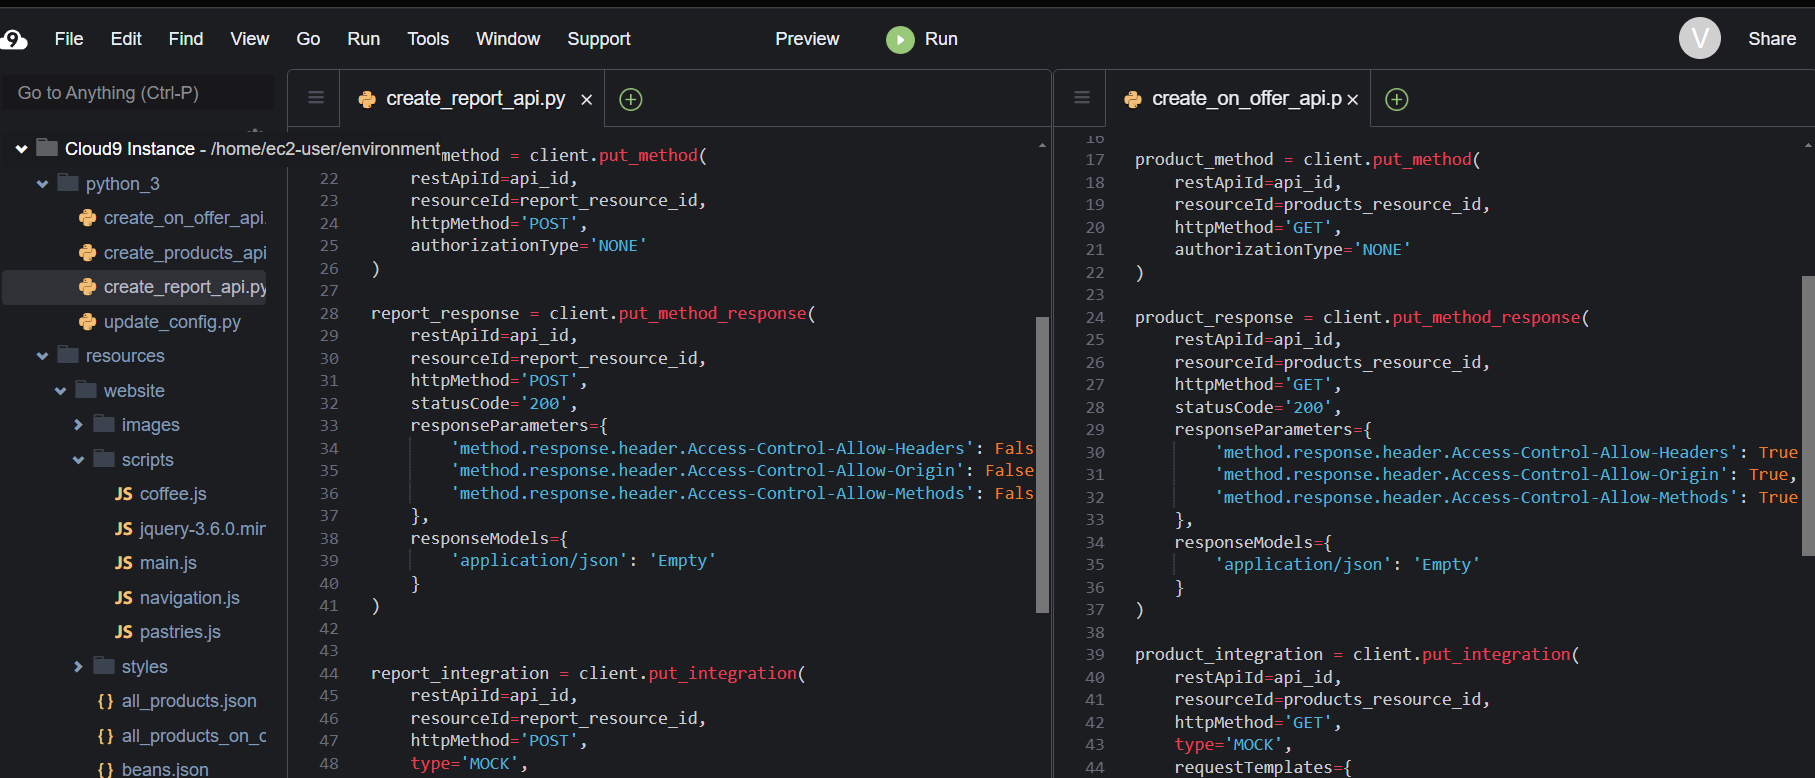 9 File Edit Find View Go Run Tools Window Support Preview Run V Share
Go to Anything (Ctrl-P)
Cloud9 Instance - /home/ec2-user/environment
python_3
create_on_offer_api.
create_products_api
create_report_api.py
update_config.py
resources
website
images
scripts
JS coffee.js
JS jquery-3.6.0.min
JS main.js
JS navigation.js
JS pastries.js
styles
{} all_products.json
{} all_products_on_o
{} beans.json
create_report_api.py ×
method = client.put_method(
22 restApiId=api_id,
23 resourceId=report_resource_id,
24 httpMethod='POST',
25 authorizationType='NONE'
26 )
27
28 report_response = client.put_method_response(
29 restApiId=api_id,
30 resourceId=report_resource_id,
31 httpMethod='POST',
32 statusCode='200',
33 responseParameters={
34 'method.response.header.Access-Control-Allow-Headers': Fals
35 'method.response.header.Access-Control-Allow-Origin': False
36 'method.response.header.Access-Control-Allow-Methods': Fals
37 },
38 responseModels={
39 'application/json': 'Empty'
40 }
41 )
42
43
44 report_integration = client.put_integration(
45 restApiId=api_id,
46 resourceId=report_resource_id,
47 httpMethod='POST',
48 type='MOCK',
create_on_offer_api.p ×
16
17 product_method = client.put_method(
18 restApiId=api_id,
19 resourceId=products_resource_id,
20 httpMethod='GET',
21 authorizationType='NONE'
22 )
23
24 product_response = client.put_method_response(
25 restApiId=api_id,
26 resourceId=products_resource_id,
27 httpMethod='GET',
28 statusCode='200',
29 responseParameters={
30 'method.response.header.Access-Control-Allow-Headers': True
31 'method.response.header.Access-Control-Allow-Origin': True,
32 'method.response.header.Access-Control-Allow-Methods': True
33 },
34 responseModels={
35 'application/json': 'Empty'
36 }
37 )
38
39 product_integration = client.put_integration(
40 restApiId=api_id,
41 resourceId=products_resource_id,
42 httpMethod='GET',
43 type='MOCK',
44 requestTemplates={